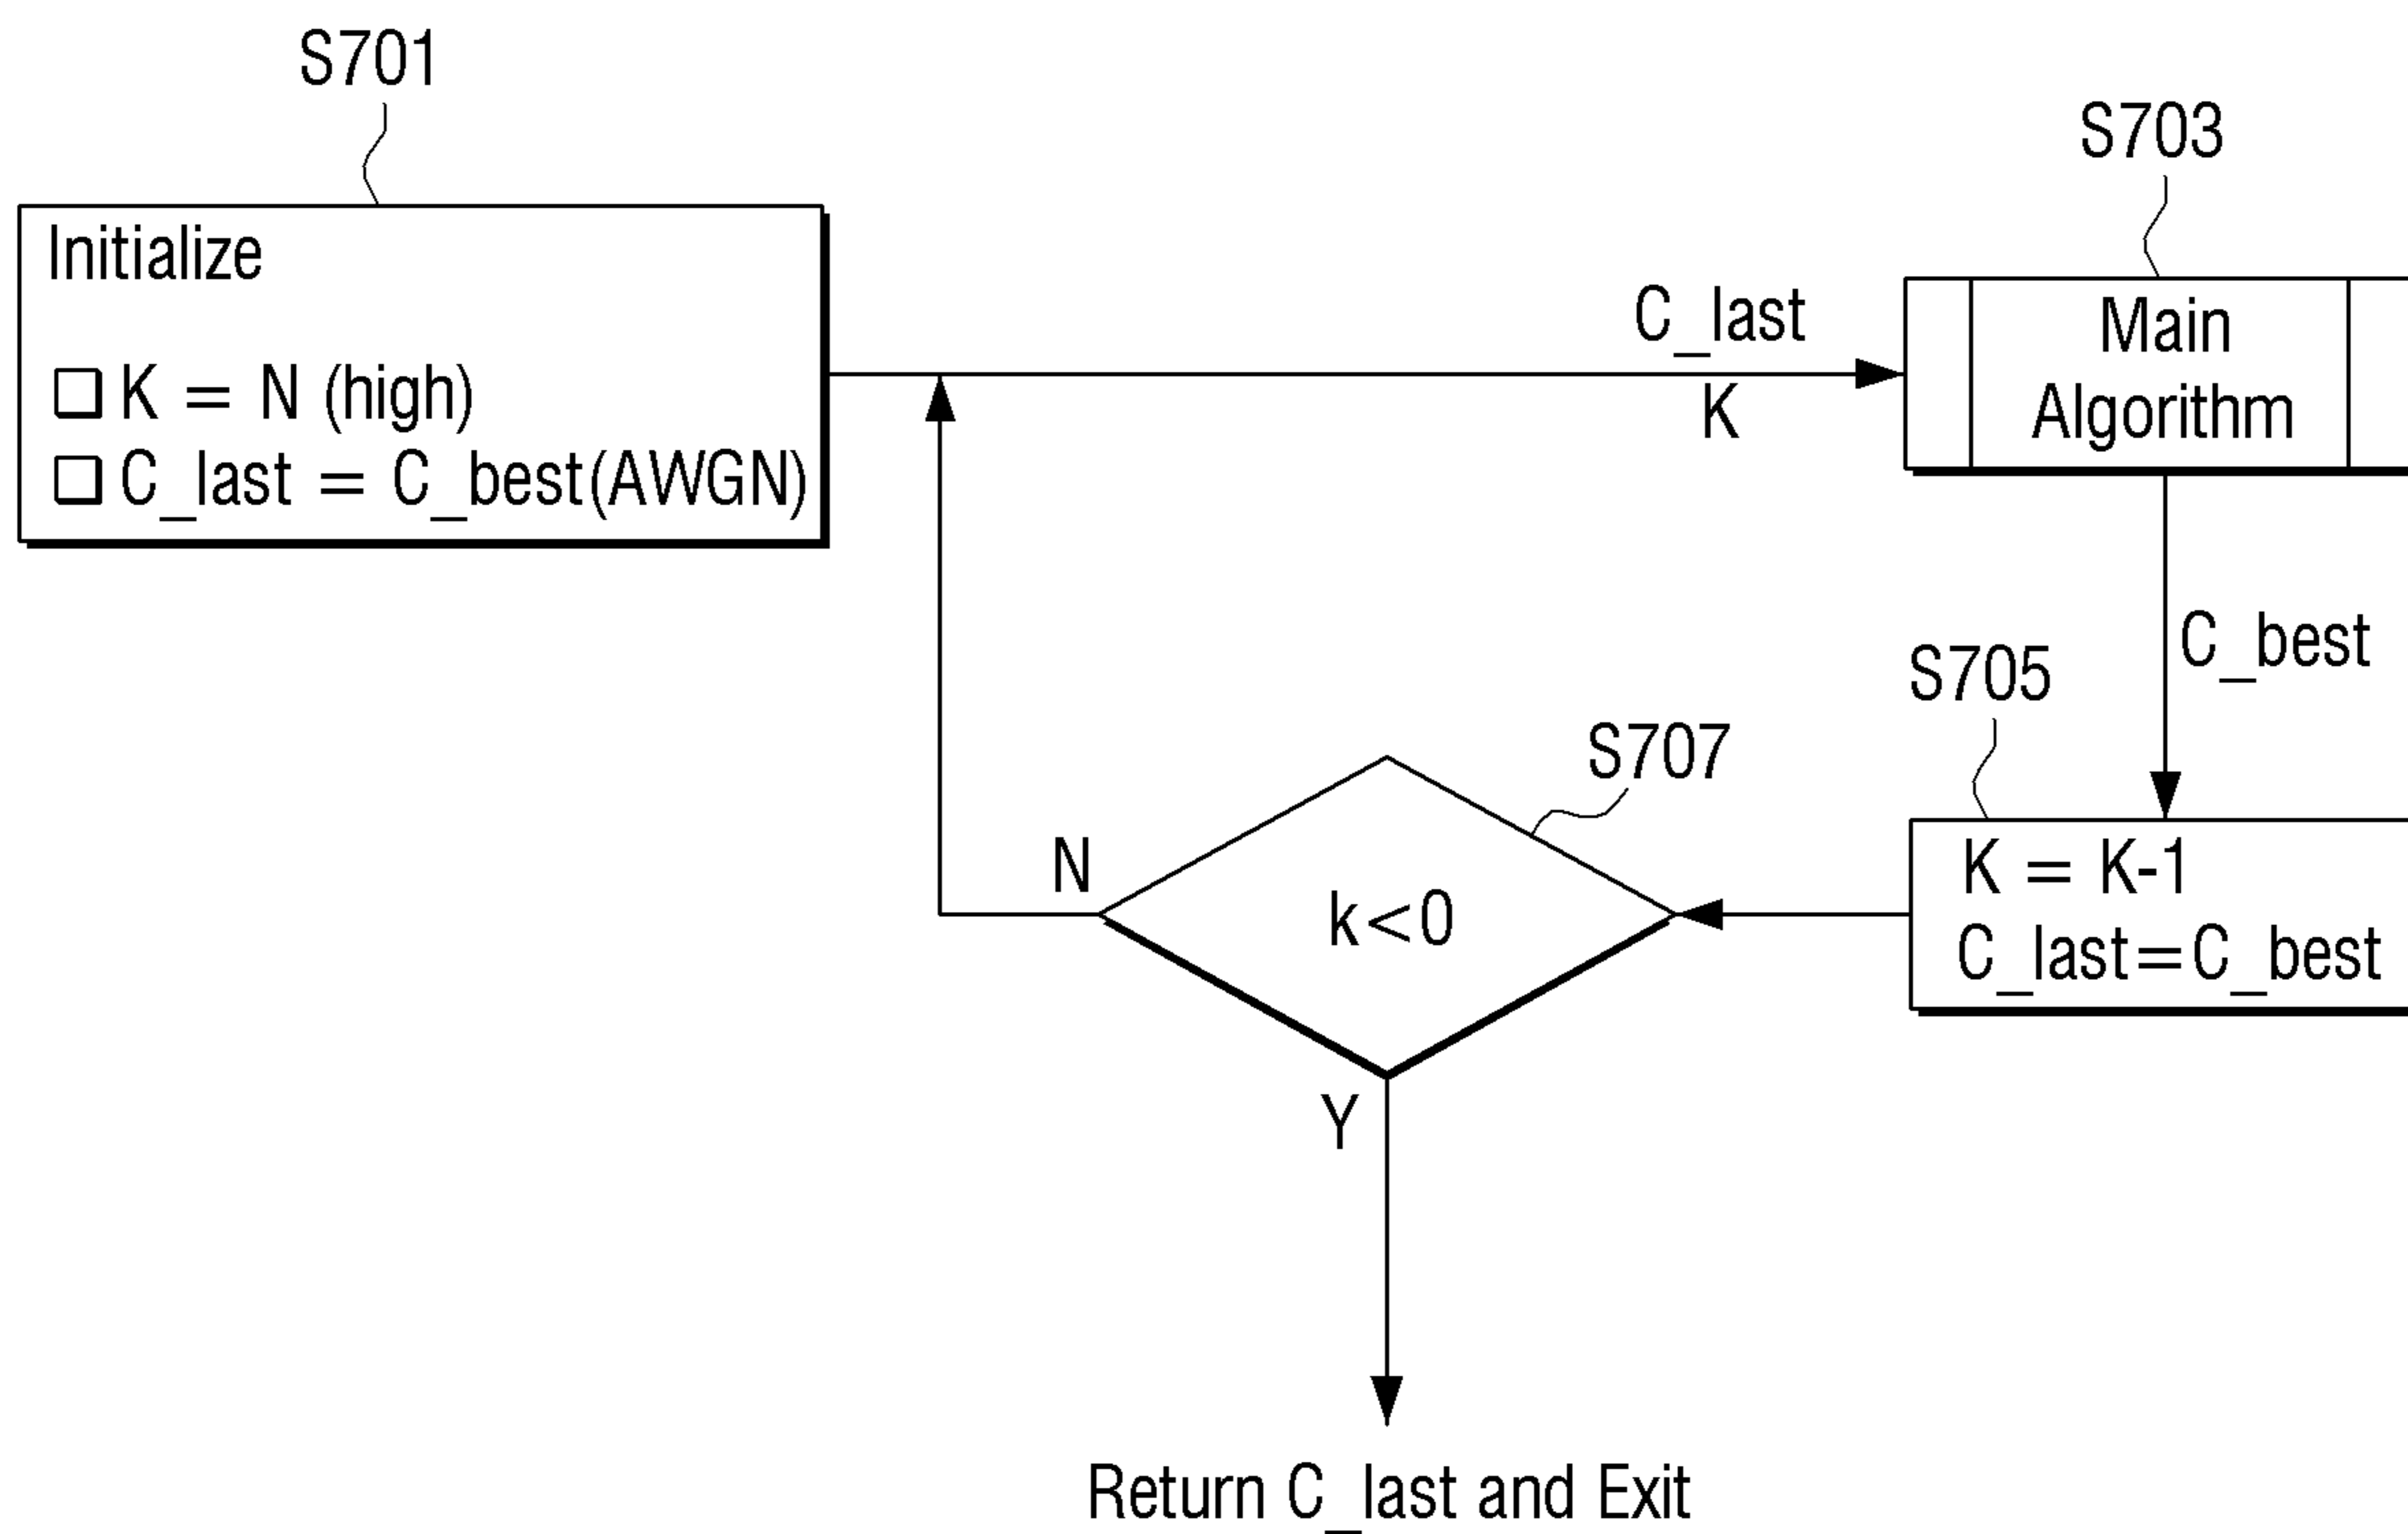 S701
Initialize
K = N (high)
C_last = C_best(AWGN)
C_last
K
S703
Main
Algorithm
C_best
S705
K = K-1
C_last=C_best
S707
k<0
N
Y
Return C_last and Exit